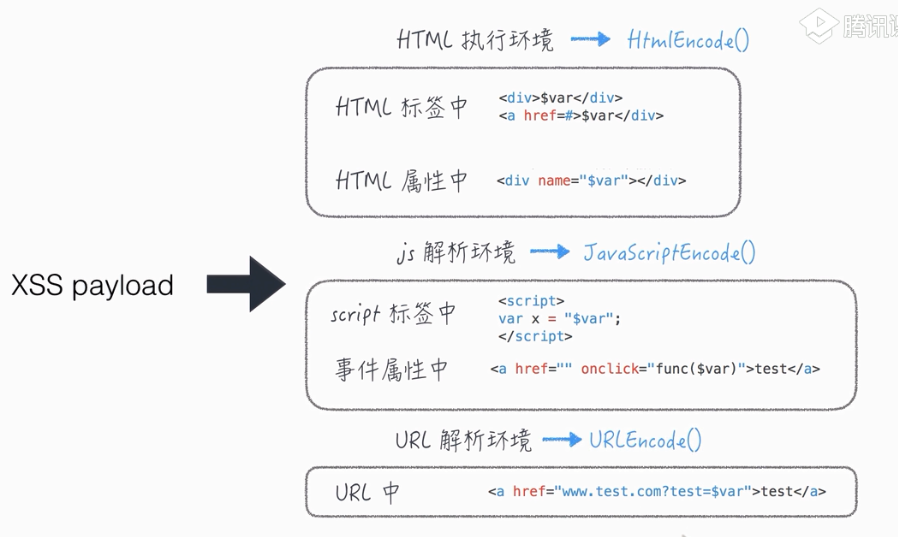 腾讯课
HTML 执行环境 → HtmlEncode()
HTML 标签中
<div>$var</div>
<a href=#>$var</div>
HTML 属性中
<div name="$var"></div>
js 解析环境 → JavaScriptEncode()
XSS payload
script 标签中
<script>
var x = "$var";
</script>
事件属性中
<a href="" onclick="func($var)">test</a>
URL 解析环境 → URLEncode()
URL 中
<a href="www.test.com?test=$var">test</a>